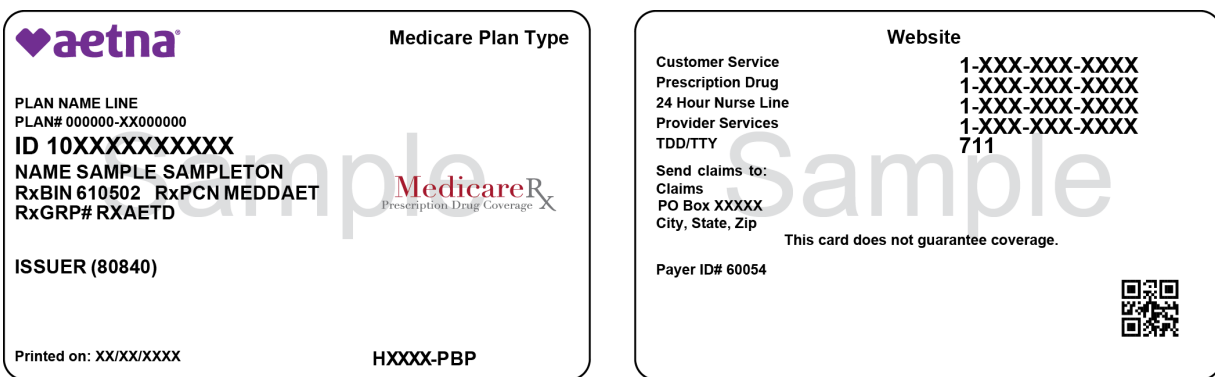 aetna
Medicare Plan Type
PLAN NAME LINE
PLAN# 000000-XX000000
ID 10XXXXXXXXXX
NAME SAMPLE SAMPLETON
RxBIN 610502 RxPCN MEDDAET
RxGRP# RXAETD
MedicareRx
Prescription Drug Coverage
Sample
ISSUER (80840)
Printed on: XX/XX/XXXX
HXXXX-PBP
Website
Customer Service 1-XXX-XXX-XXXX
Prescription Drug 1-XXX-XXX-XXXX
24 Hour Nurse Line 1-XXX-XXX-XXXX
Provider Services 1-XXX-XXX-XXXX
TDD/TTY 711
Send claims to:
Claims
PO Box XXXXX
City, State, Zip
Sample
This card does not guarantee coverage.
Payer ID# 60054